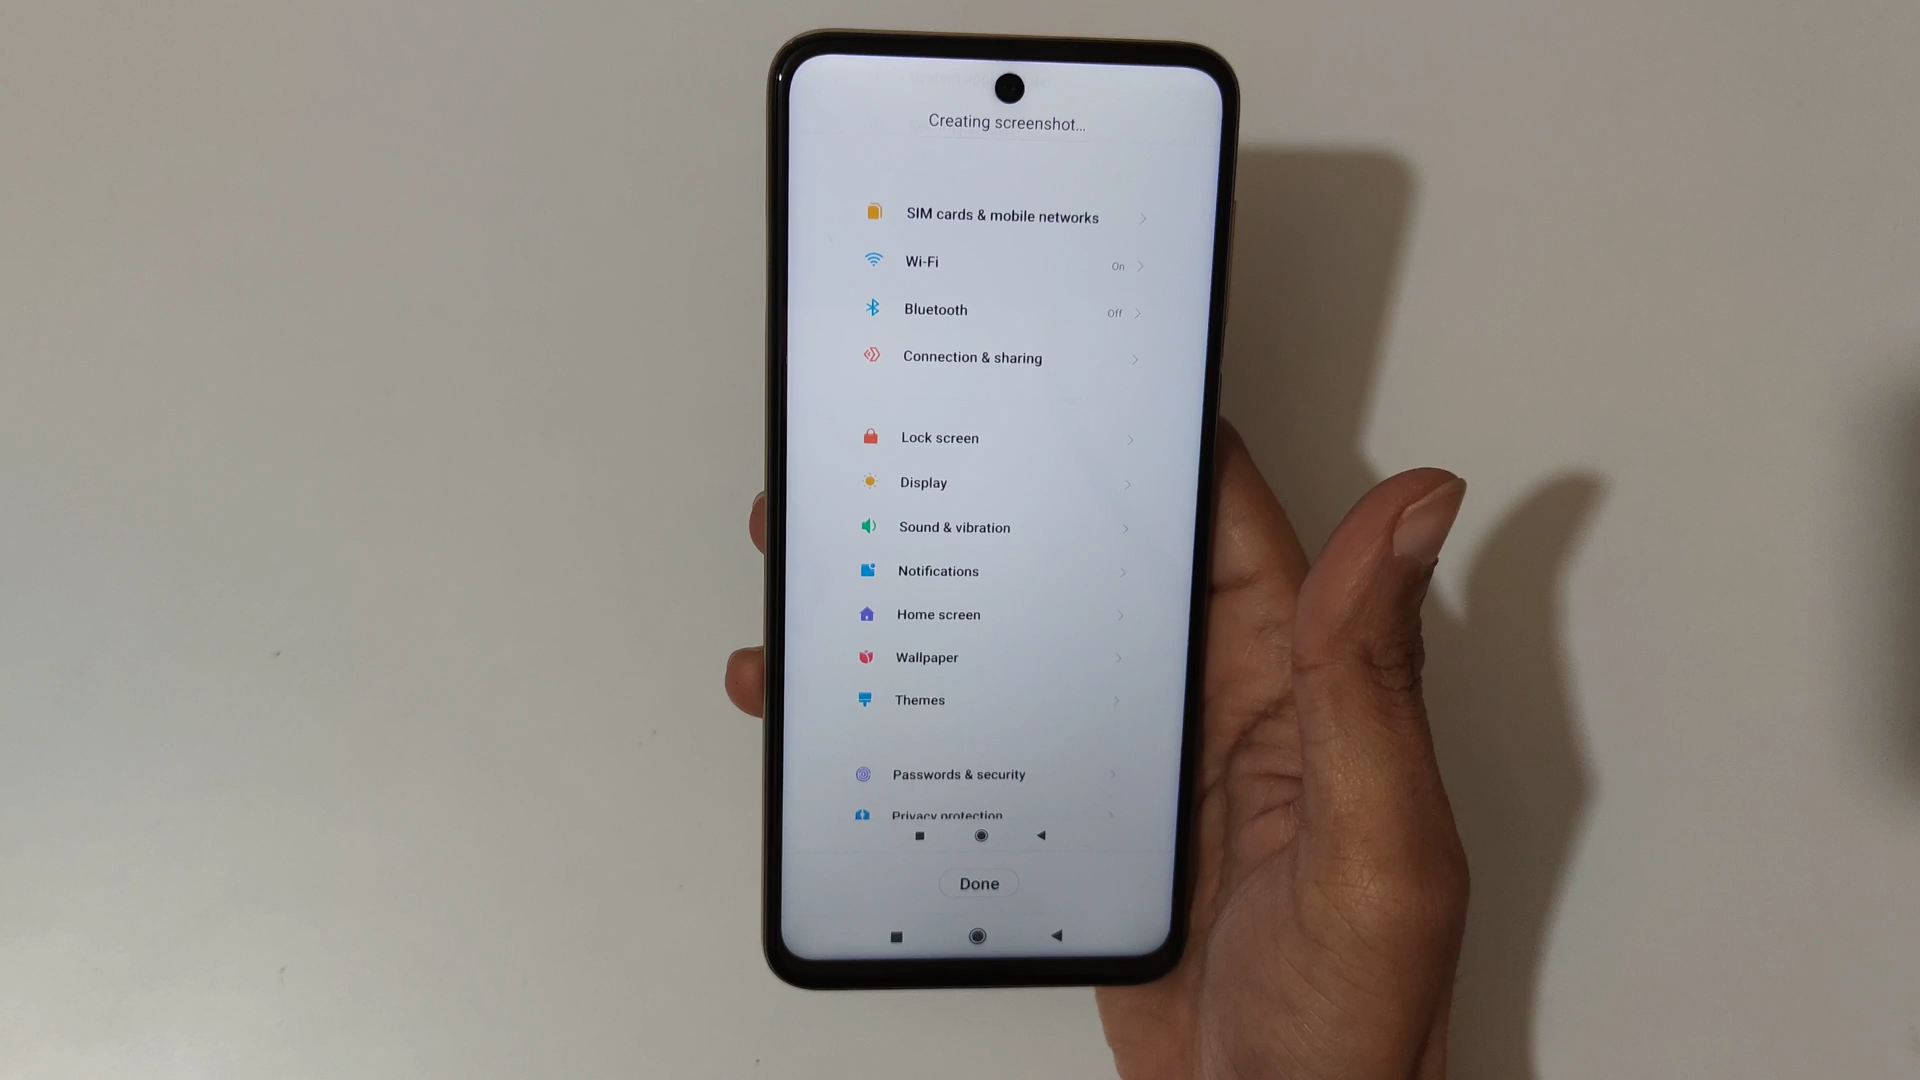 Creating screenshot...
SIM cards & mobile networks
Wi-Fi On
Bluetooth Off
Connection & sharing
Lock screen
Display
Sound & vibration
Notifications
Home screen
Wallpaper
Themes
Passwords & security
Privacy protection
Done